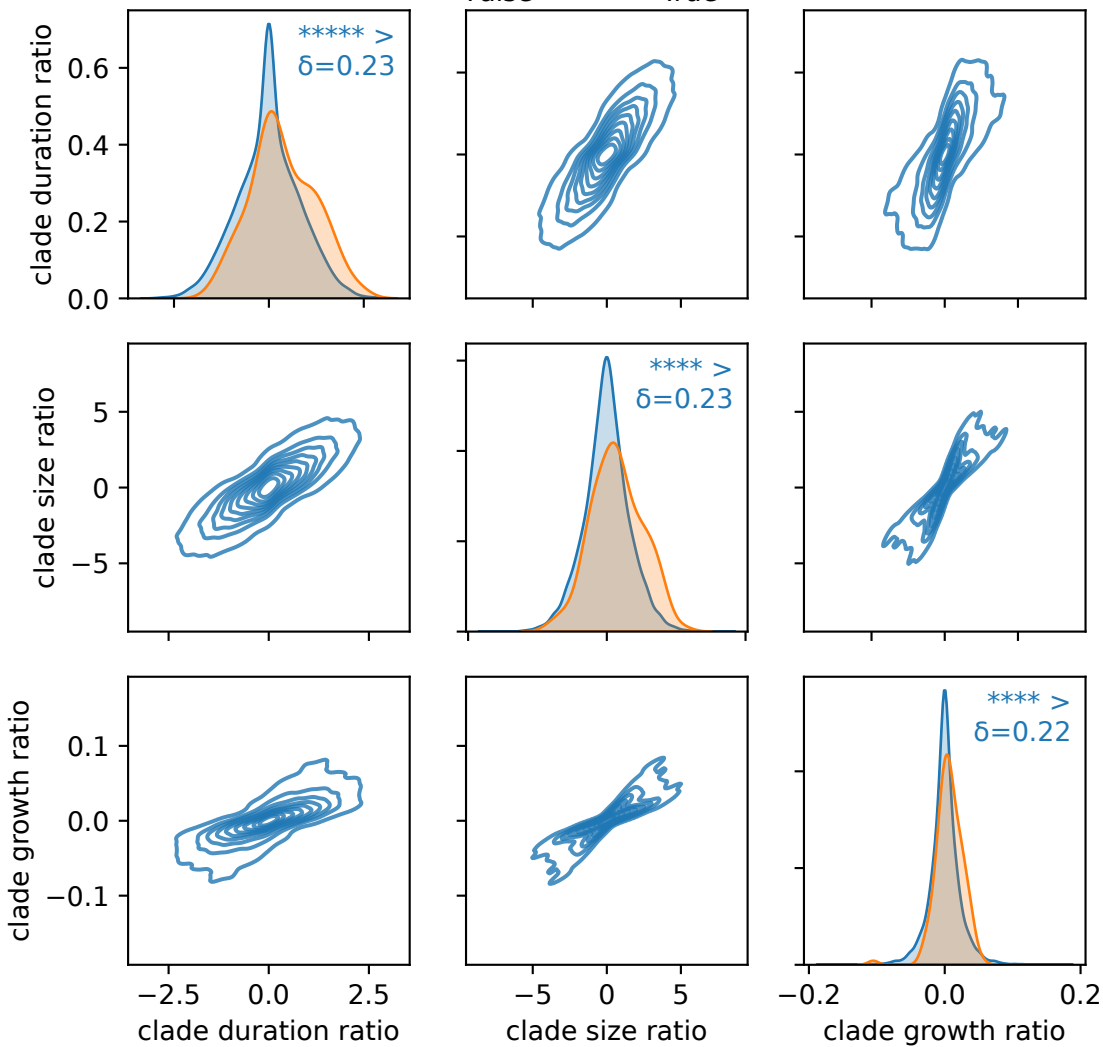 ***** >
δ=0.23
clade duration ratio
0.6
0.4
0.2
0.0
**** >
δ=0.23
clade size ratio
5
0
−5
**** >
δ=0.22
clade growth ratio
0.1
0.0
−0.1
−2.5 0.0 2.5
−5 0 5
−0.2 0.0 0.2
clade duration ratio
clade size ratio
clade growth ratio